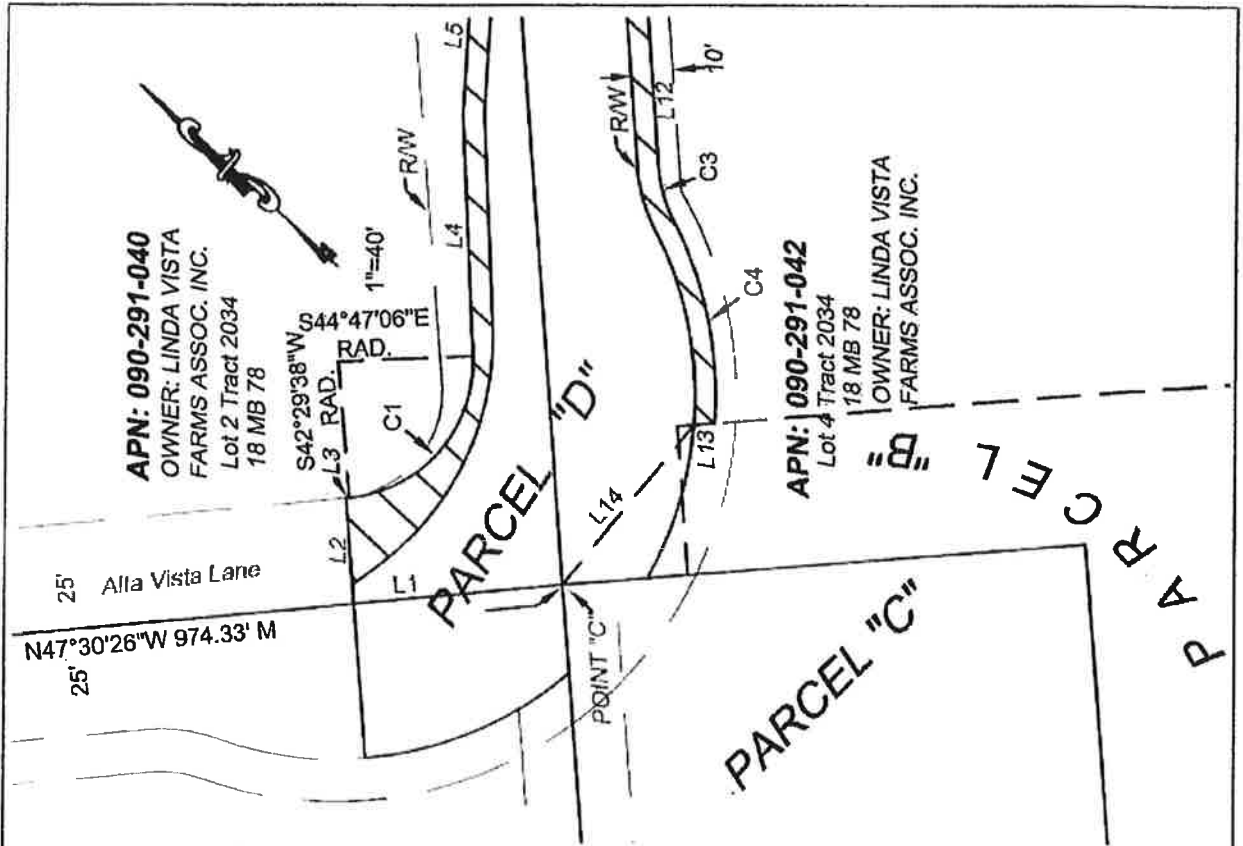 APN: 090-291-040
OWNER: LINDA VISTA
FARMS ASSOC. INC.
Lot 2 Tract 2034
18 MB 78
1"=40'
S44°47'06"E
RAD.
S42°29'38"W
RAD.
L3
C1
R/W
L4
L5
R/W
L12
10'
C3
C4
APN: 090-291-042
Lot 4 Tract 2034
18 MB 78
OWNER: LINDA VISTA
FARMS ASSOC. INC.
L13
L14
PARCEL "D"
L2
L1
25'
Alta Vista Lane
N47°30'26"W 974.33' M
25'
POINT "C"
PARCEL "C"
PARCEL "B"